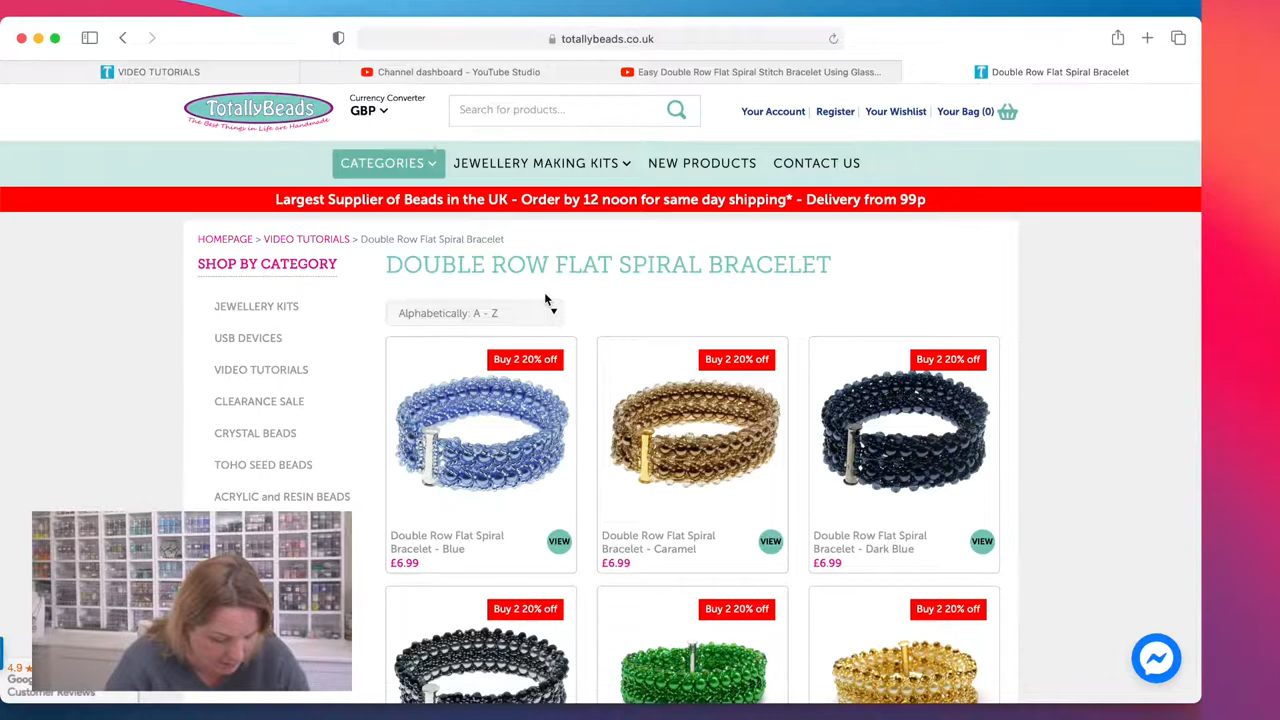 totallybeads.co.uk
VIDEO TUTORIALS
Channel dashboard - YouTube Studio
Easy Double Row Flat Spiral Stitch Bracelet Using Glass...
Double Row Flat Spiral Bracelet
TotallyBeads
The Best Things in Life are Handmade
Currency Converter
GBP
Search for products...
Your Account | Register | Your Wishlist | Your Bag (0)
CATEGORIES
JEWELLERY MAKING KITS
NEW PRODUCTS
CONTACT US
Largest Supplier of Beads in the UK - Order by 12 noon for same day shipping* - Delivery from 99p
HOMEPAGE > VIDEO TUTORIALS > Double Row Flat Spiral Bracelet
SHOP BY CATEGORY
JEWELLERY KITS
USB DEVICES
VIDEO TUTORIALS
CLEARANCE SALE
CRYSTAL BEADS
TOHO SEED BEADS
ACRYLIC and RESIN BEADS
DOUBLE ROW FLAT SPIRAL BRACELET
Alphabetically: A - Z
Buy 2 20% off
Double Row Flat Spiral
Bracelet - Blue
£6.99
VIEW
Buy 2 20% off
Double Row Flat Spiral
Bracelet - Caramel
£6.99
VIEW
Buy 2 20% off
Double Row Flat Spiral
Bracelet - Dark Blue
£6.99
VIEW
Buy 2 20% off
Buy 2 20% off
Buy 2 20% off
4.9
Goo
Customer Reviews